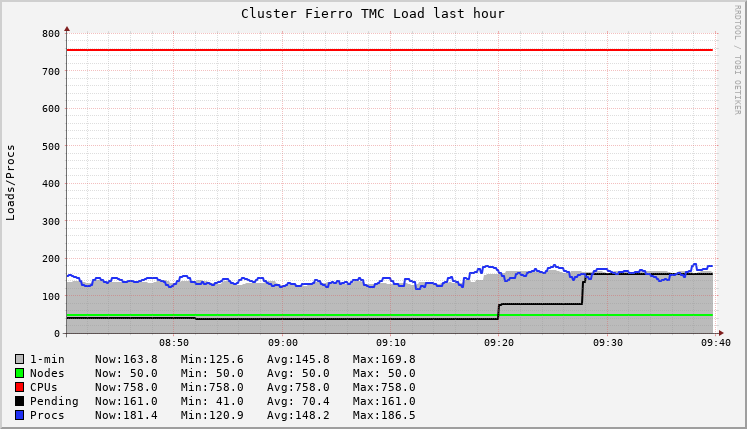 Cluster Fierro TMC Load last hour
RRDTOOL / TOBI OETIKER
Loads/Procs
800
700
600
500
400
300
200
100
0
08:50 09:00 09:10 09:20 09:30 09:40
1-min Now:163.8 Min:125.6 Avg:145.8 Max:169.8
Nodes Now: 50.0 Min: 50.0 Avg: 50.0 Max: 50.0
CPUs Now:758.0 Min:758.0 Avg:758.0 Max:758.0
Pending Now:161.0 Min: 41.0 Avg: 70.4 Max:161.0
Procs Now:181.4 Min:120.9 Avg:148.2 Max:186.5